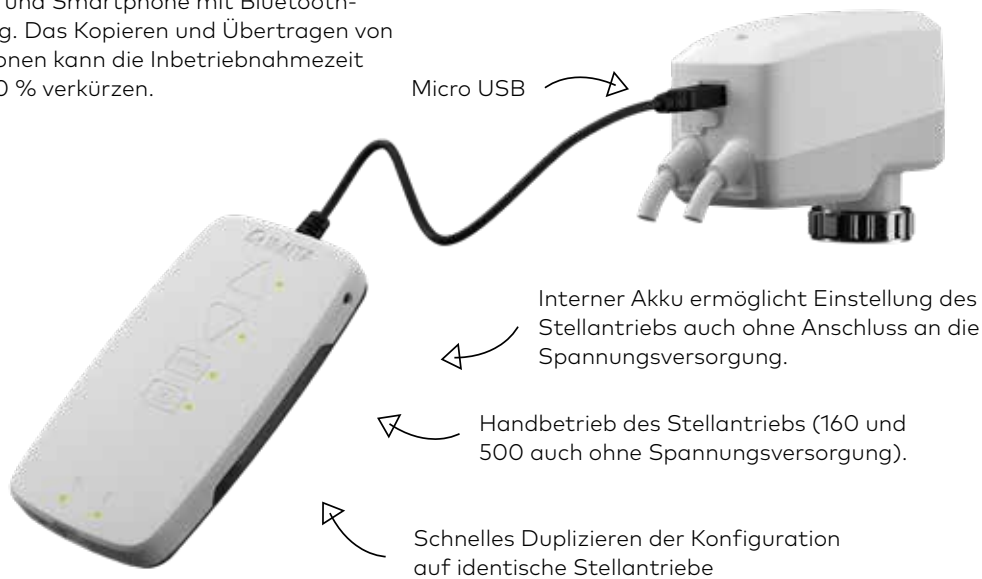 und Smartphone mit Bluetooth-
Das Kopieren und Übertragen von
kann die Inbetriebnahmezeit
% verkürzen.
Micro USB
Interner Akku ermöglicht Einstellung des
Stellantriebs auch ohne Anschluss an die
Spannungsversorgung.
Handbetrieb des Stellantriebs (160 und
500 auch ohne Spannungsversorgung).
Schnelles Duplizieren der Konfiguration
auf identische Stellantriebe